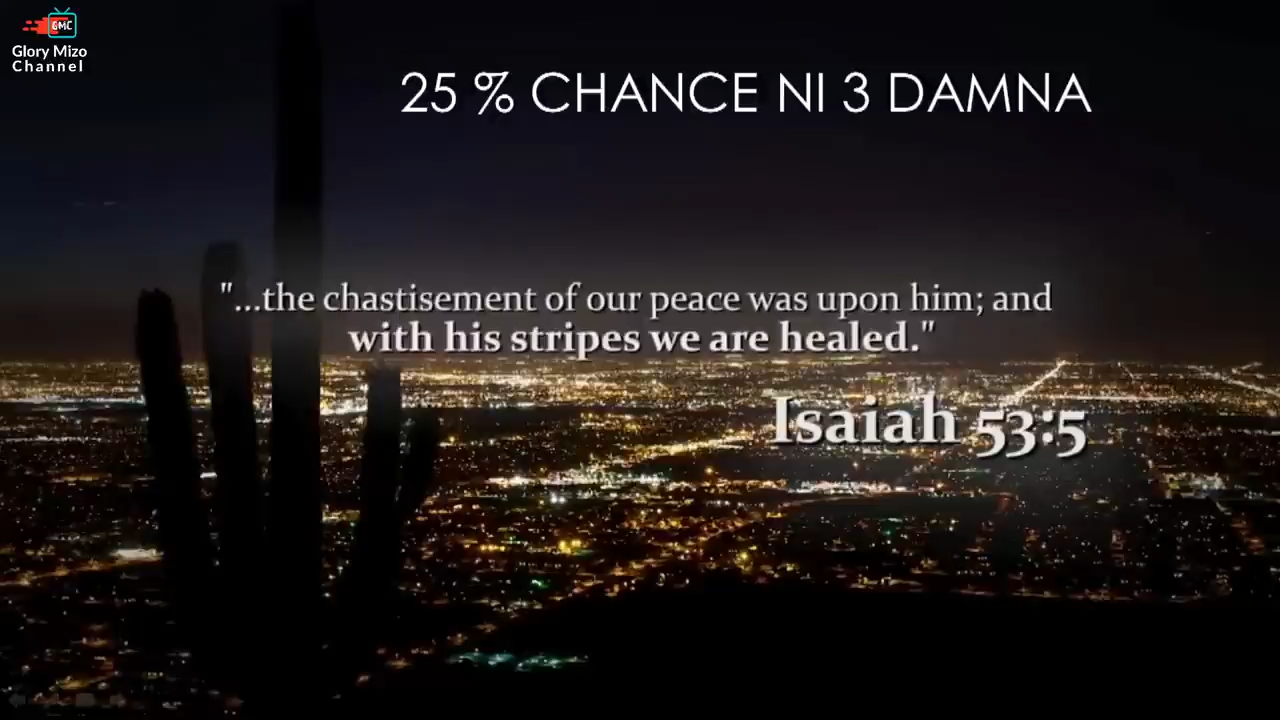 GMC
Glory Mizo
Channel
25 % CHANCE NI 3 DAMNA
"...the chastisement of our peace was upon him; and
with his stripes we are healed."
Isaiah 53:5